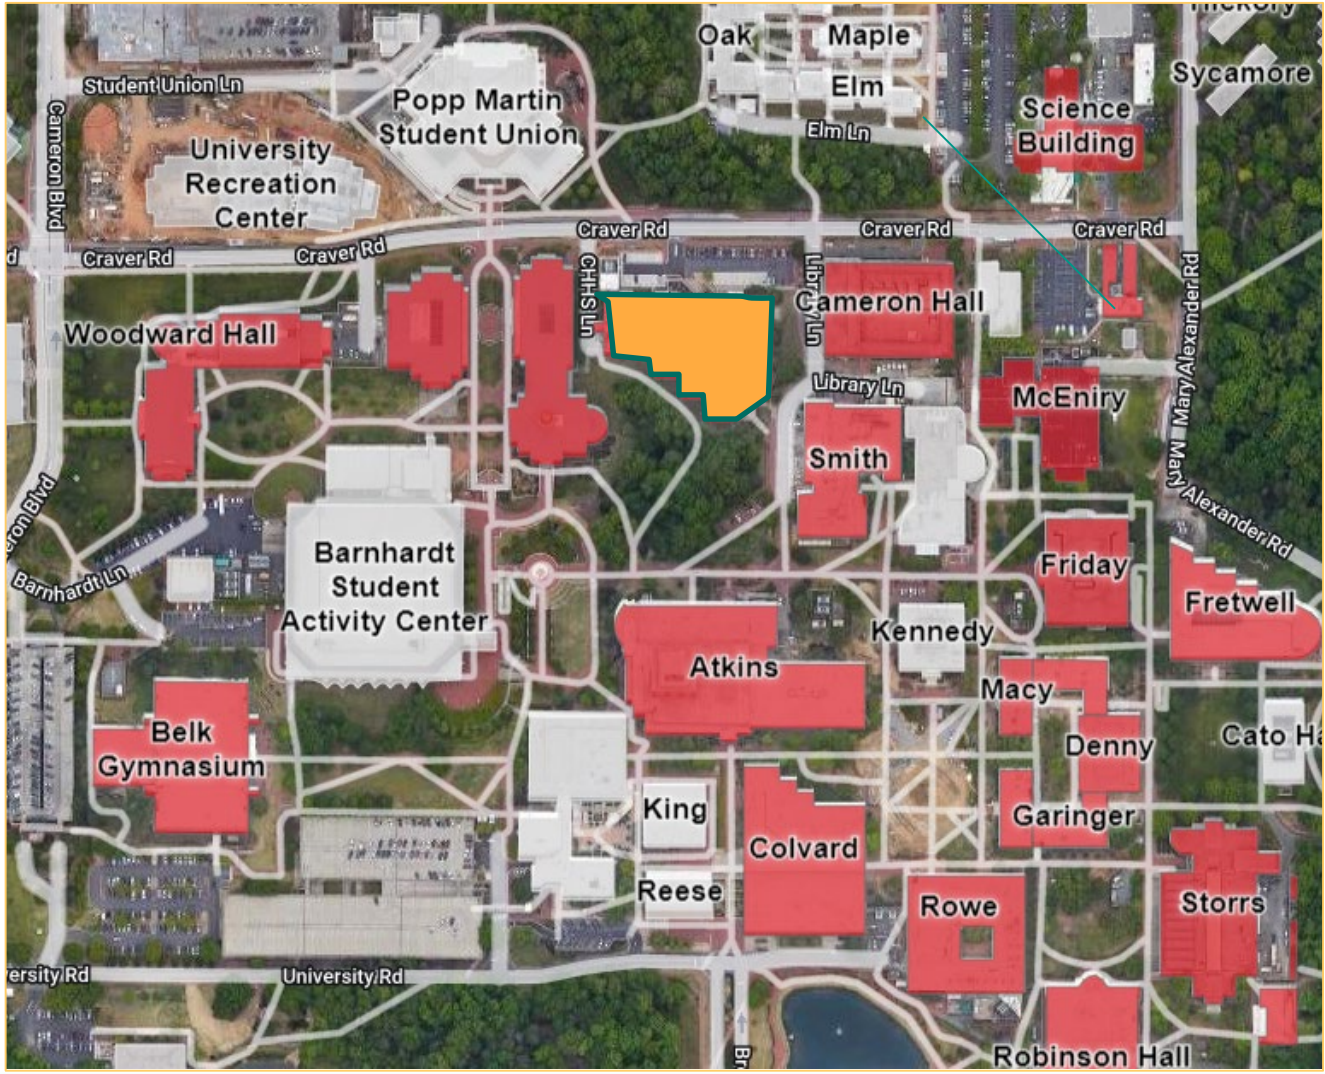 Hickory
Oak
Maple
Sycamore
Student Union Ln
Elm
Popp Martin
Student Union
Science
Building
Cameron Blvd
Elm Ln
University
Recreation
Center
Craver Rd
Craver Rd
Craver Rd
d
Craver Rd
Craver Rd
CHHS Ln
Library Ln
Cameron Hall
Mary Alexander Rd
Woodward Hall
Library Ln
McEniry
Mary Alexander Rd
Smith
eron Blvd
Barnhardt
Student
Activity Center
Barnhardt Ln
Friday
Fretwell
Kennedy
Atkins
Macy
Belk
Gymnasium
Denny
Cato Ha
King
Garinger
Colvard
Reese
Rowe
Storrs
versity Rd
University Rd
Br
Robinson Hall